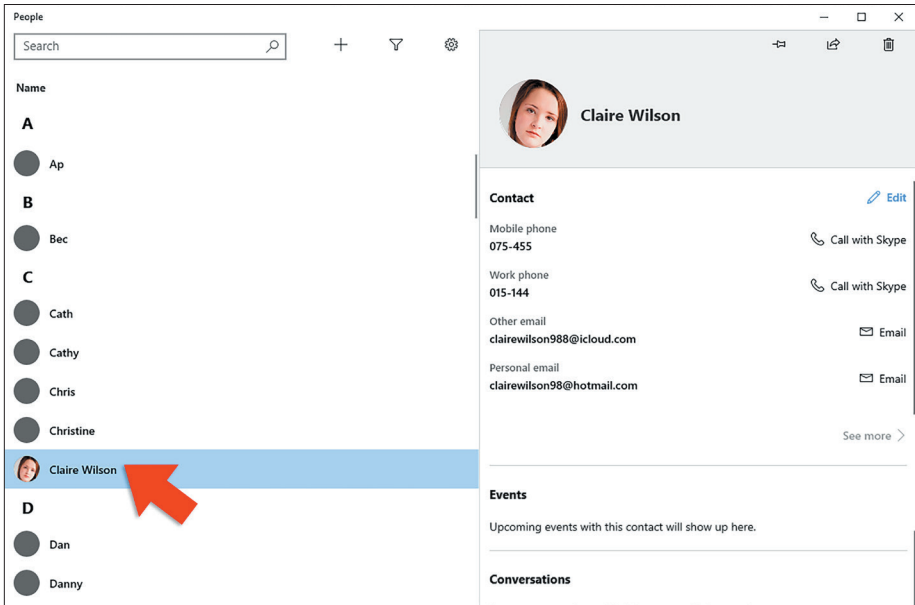 People
Search
Name
A
Ap
B
Bec
C
Cath
Cathy
Chris
Christine
Claire Wilson
D
Dan
Danny
Claire Wilson
Contact
Edit
Mobile phone
075-455
Call with Skype
Work phone
015-144
Call with Skype
Other email
clairewilson988@icloud.com
Email
Personal email
clairewilson98@hotmail.com
Email
See more
Events
Upcoming events with this contact will show up here.
Conversations